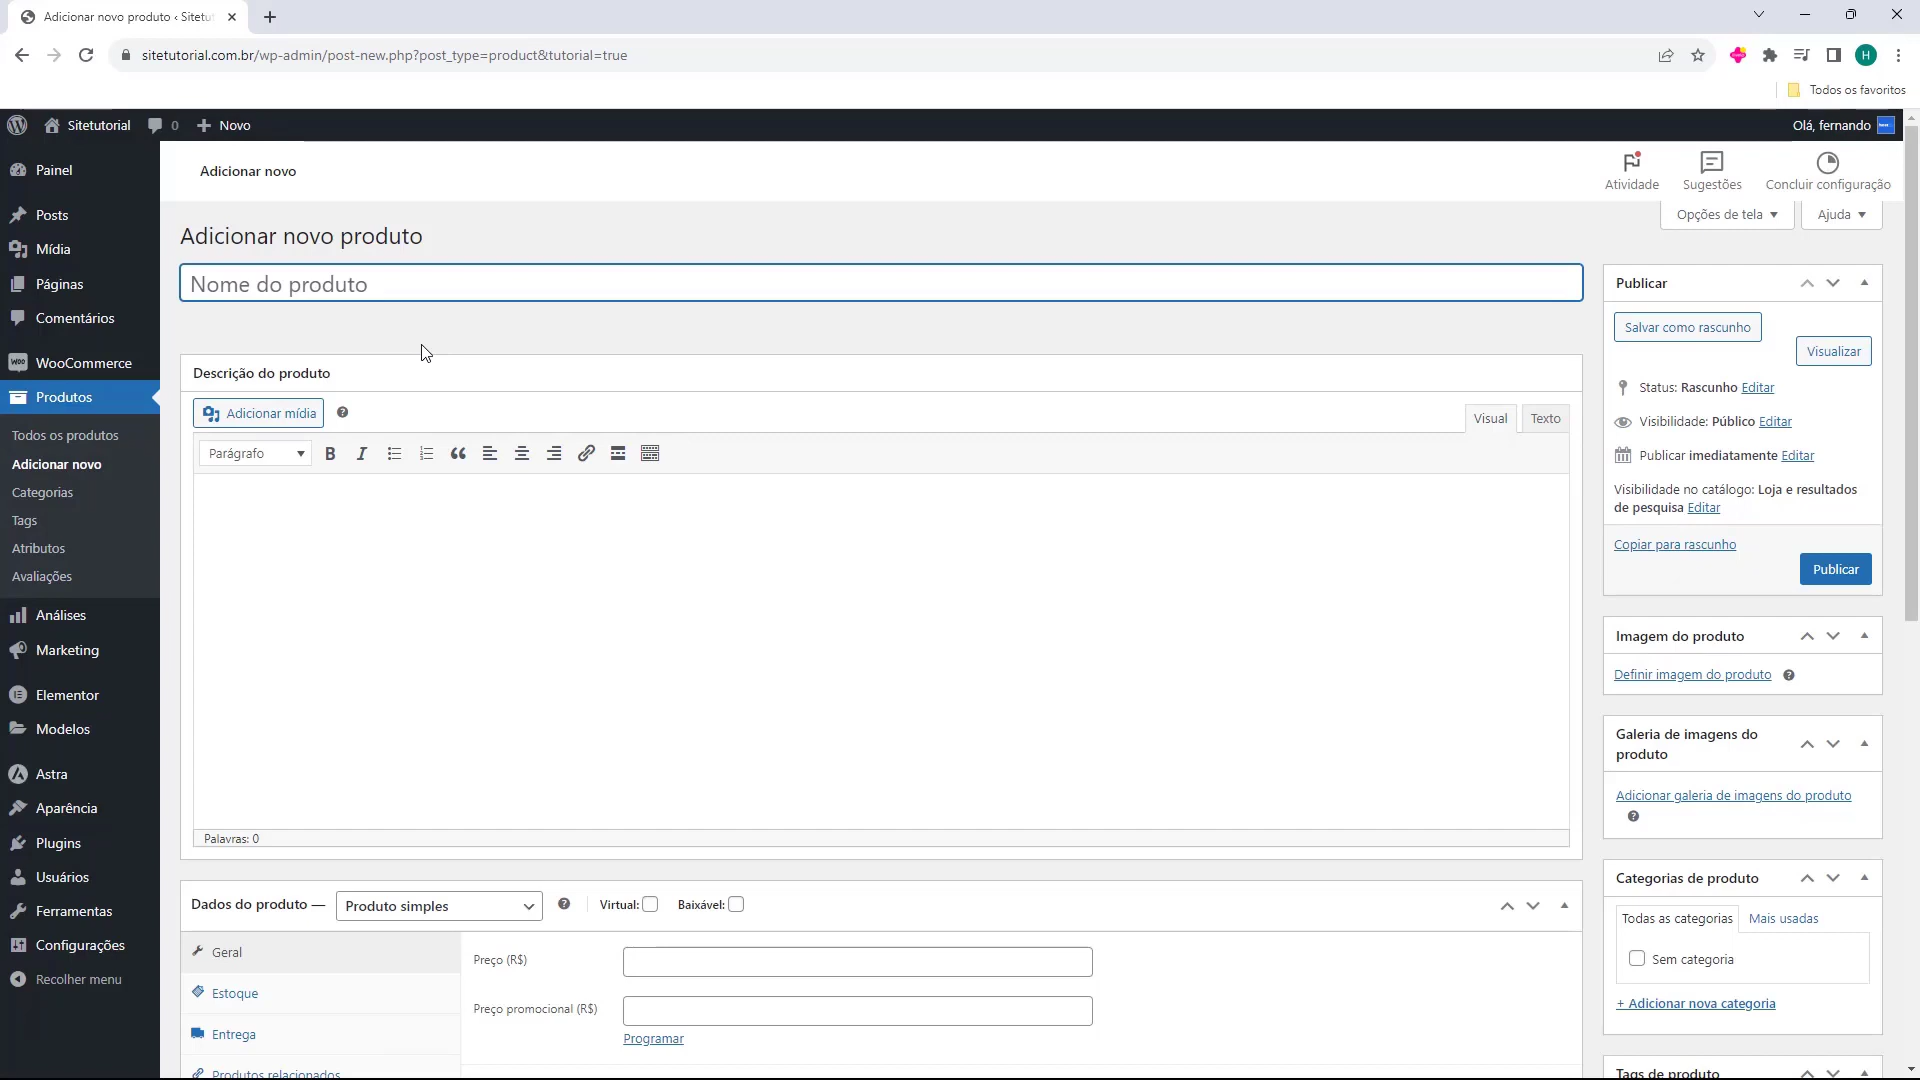 Adicionar novo produto ‹ Sitetu
sitetutorial.com.br/wp-admin/post-new.php?post_type=product&tutorial=true
H
Todos os favoritos
Sitetutorial
0
Novo
Olá, fernando
Painel
Posts
Mídia
Páginas
Comentários
WooCommerce
Produtos
Todos os produtos
Adicionar novo
Categorias
Tags
Atributos
Avaliações
Análises
Marketing
Elementor
Modelos
Astra
Aparência
Plugins
Usuários
Ferramentas
Configurações
Recolher menu
Adicionar novo
Atividade
Sugestões
Concluir configuração
Opções de tela
Ajuda
Adicionar novo produto
Nome do produto
Descrição do produto
Adicionar mídia
Visual
Texto
Parágrafo
B
I
Palavras: 0
Dados do produto —
Produto simples
Virtual:
Baixável:
Geral
Estoque
Entrega
Produtos relacionados
Preço (R$)
Preço promocional (R$)
Programar
Publicar
Salvar como rascunho
Visualizar
Status: Rascunho Editar
Visibilidade: Público Editar
Publicar imediatamente Editar
Visibilidade no catálogo: Loja e resultados
de pesquisa Editar
Copiar para rascunho
Publicar
Imagem do produto
Definir imagem do produto
Galeria de imagens do
produto
Adicionar galeria de imagens do produto
Categorias de produto
Todas as categorias
Mais usadas
Sem categoria
+ Adicionar nova categoria
Tags de produto